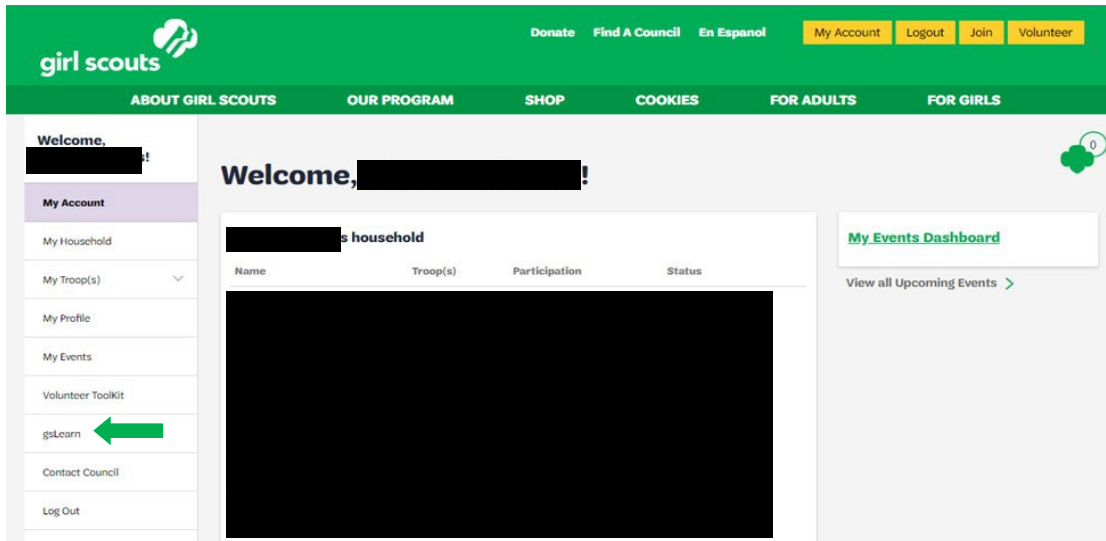 Donate Find A Council En Espanol My Account Logout Join Volunteer
girl scouts
ABOUT GIRL SCOUTS OUR PROGRAM SHOP COOKIES FOR ADULTS FOR GIRLS
Welcome,
!
My Account
My Household
My Troop(s)
My Profile
My Events
Volunteer ToolKit
gsLearn
Contact Council
Log Out
Welcome, !
s household
Name Troop(s) Participation Status
0
My Events Dashboard
View all Upcoming Events